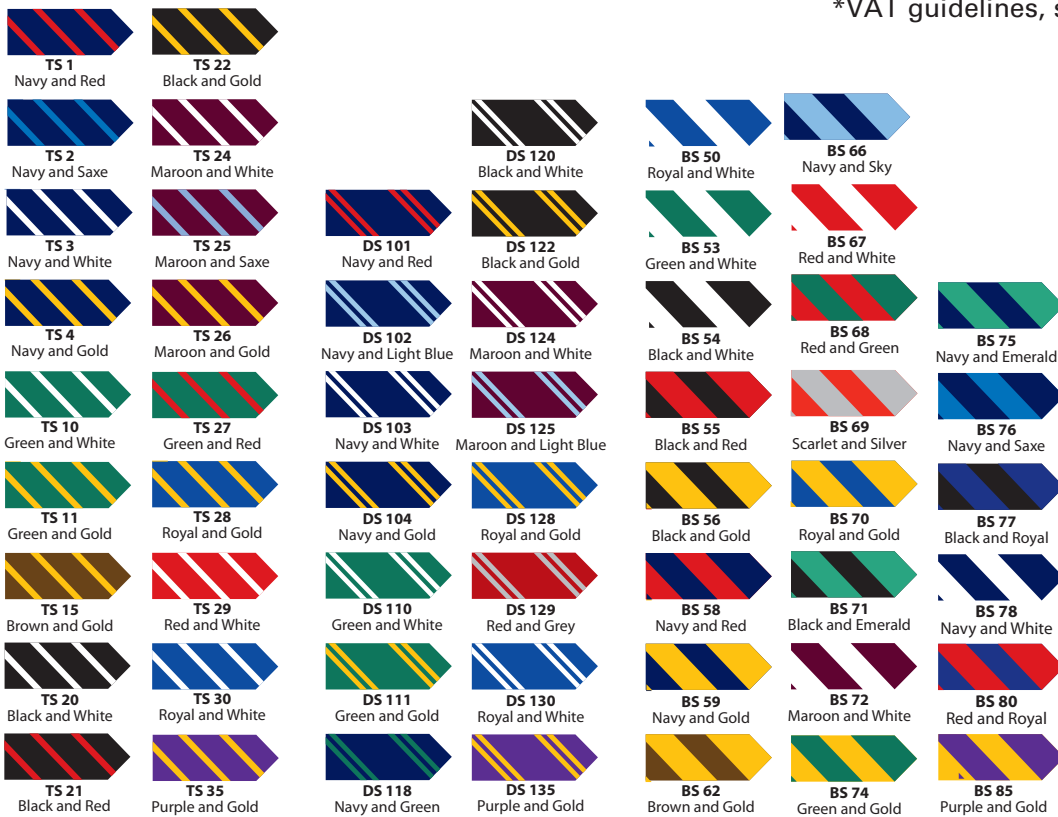 *VAT guidelines, s
TS 1
Navy and Red
TS 2
Navy and Saxe
TS 3
Navy and White
TS 4
Navy and Gold
TS 10
Green and White
TS 11
Green and Gold
TS 15
Brown and Gold
TS 20
Black and White
TS 21
Black and Red
TS 22
Black and Gold
TS 24
Maroon and White
TS 25
Maroon and Saxe
TS 26
Maroon and Gold
TS 27
Green and Red
TS 28
Royal and Gold
TS 29
Red and White
TS 30
Royal and White
TS 35
Purple and Gold
DS 101
Navy and Red
DS 102
Navy and Light Blue
DS 103
Navy and White
DS 104
Navy and Gold
DS 110
Green and White
DS 111
Green and Gold
DS 118
Navy and Green
DS 120
Black and White
DS 122
Black and Gold
DS 124
Maroon and White
DS 125
Maroon and Light Blue
DS 128
Royal and Gold
DS 129
Red and Grey
DS 130
Royal and White
DS 135
Purple and Gold
BS 50
Royal and White
BS 53
Green and White
BS 54
Black and White
BS 55
Black and Red
BS 56
Black and Gold
BS 58
Navy and Red
BS 59
Navy and Gold
BS 62
Brown and Gold
BS 66
Navy and Sky
BS 67
Red and White
BS 68
Red and Green
BS 69
Scarlet and Silver
BS 70
Royal and Gold
BS 71
Black and Emerald
BS 72
Maroon and White
BS 74
Green and Gold
BS 75
Navy and Emerald
BS 76
Navy and Saxe
BS 77
Black and Royal
BS 78
Navy and White
BS 80
Red and Royal
BS 85
Purple and Gold